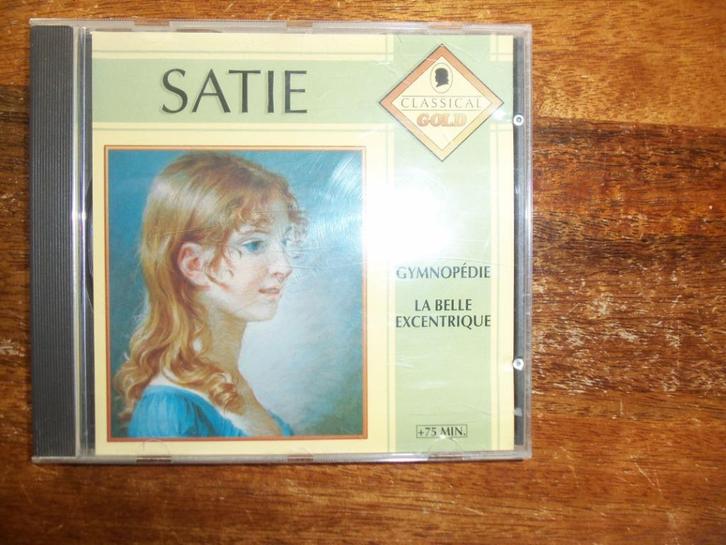 SATIE
CLASSICAL
GOLD
GYMNOPÉDIE
LA BELLE
EXCENTRIQUE
+75 MIN.